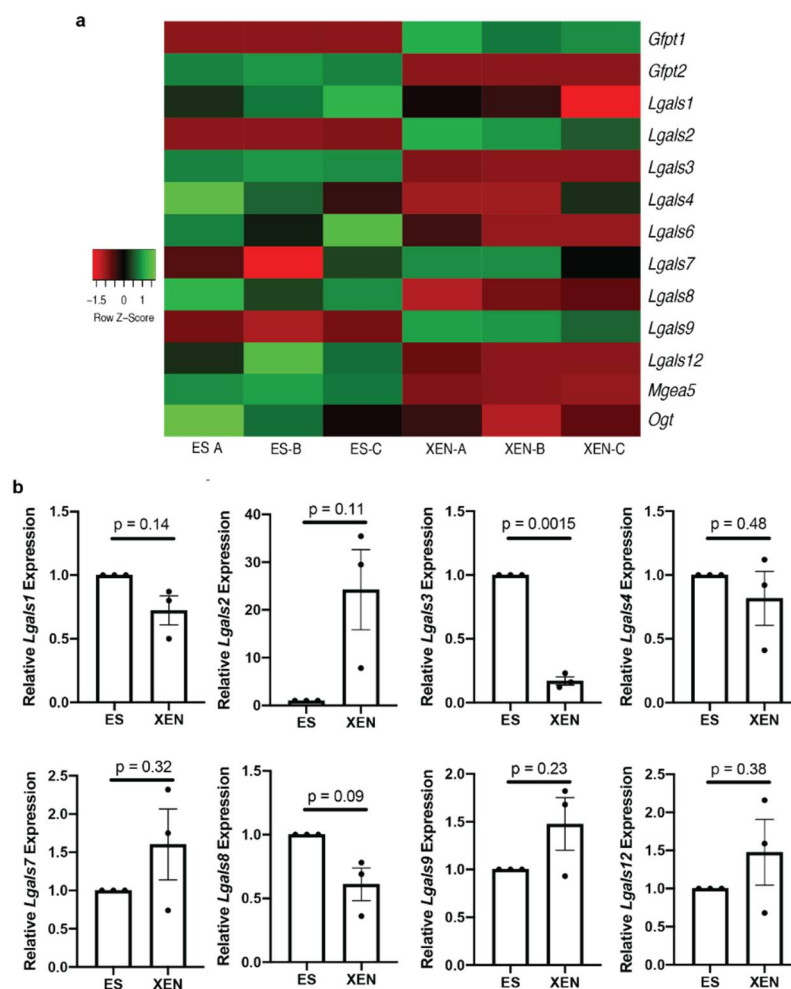 a
Gfpt1
Gfpt2
Lgals1
Lgals2
Lgals3
Lgals4
Lgals6
Lgals7
Lgals8
Lgals9
Lgals12
Mgea5
Ogt
−1.5 0 1
Row Z−Score
ES A ES-B ES-C XEN-A XEN-B XEN-C
b
Relative Lgals1 Expression
1.5
1.0
0.5
0.0
p = 0.14
ES XEN
Relative Lgals2 Expression
40
30
20
10
0
p = 0.11
ES XEN
Relative Lgals3 Expression
1.5
1.0
0.5
0.0
p = 0.0015
ES XEN
Relative Lgals4 Expression
1.5
1.0
0.5
0.0
p = 0.48
ES XEN
Relative Lgals7 Expression
2.5
2.0
1.5
1.0
0.5
0.0
p = 0.32
ES XEN
Relative Lgals8 Expression
1.5
1.0
0.5
0.0
p = 0.09
ES XEN
Relative Lgals9 Expression
2.0
1.5
1.0
0.5
0.0
p = 0.23
ES XEN
Relative Lgals12 Expression
2.5
2.0
1.5
1.0
0.5
0.0
p = 0.38
ES XEN